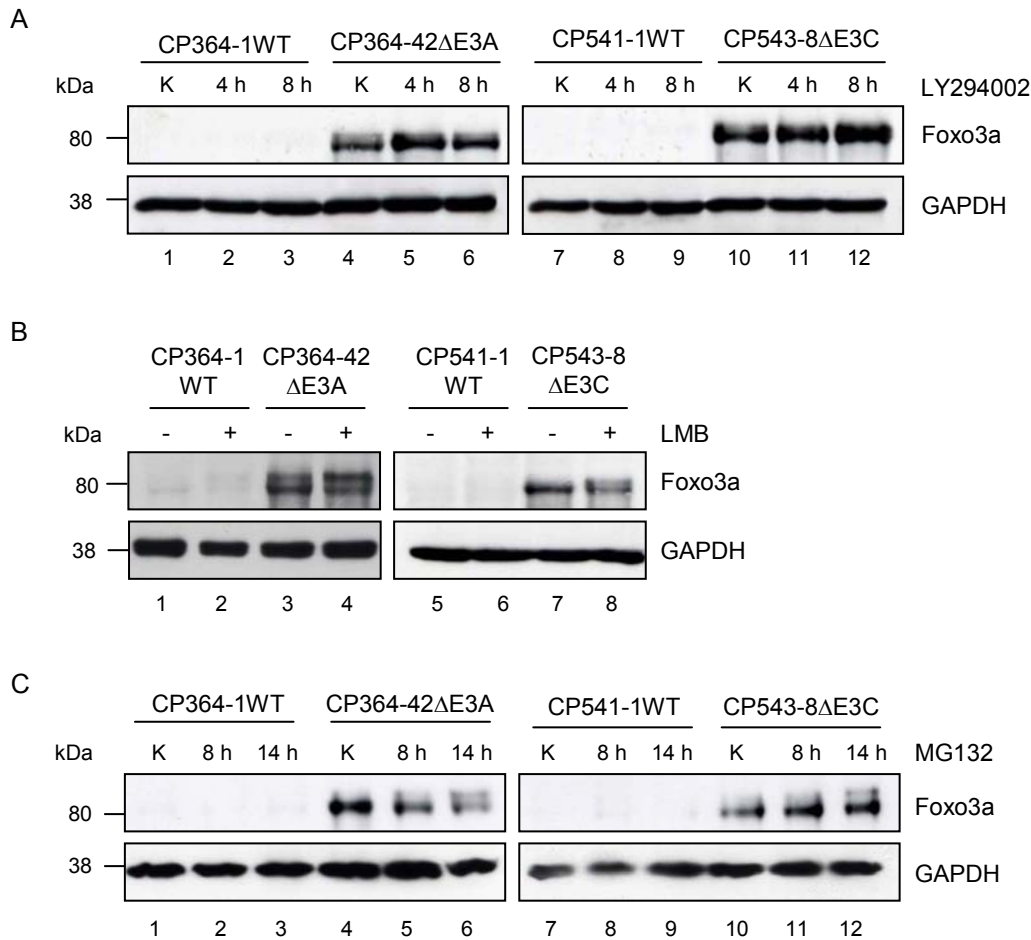 A
CP364-1WT CP364-42ΔE3A CP541-1WT CP543-8ΔE3C
kDa K 4 h 8 h K 4 h 8 h K 4 h 8 h K 4 h 8 h LY294002
80 Foxo3a
38 GAPDH
1 2 3 4 5 6 7 8 9 10 11 12
B
CP364-1 CP364-42 CP541-1 CP543-8
WT ΔE3A WT ΔE3C
kDa - + - + - + - + LMB
80 Foxo3a
38 GAPDH
1 2 3 4 5 6 7 8
C
CP364-1WT CP364-42ΔE3A CP541-1WT CP543-8ΔE3C
kDa K 8 h 14 h K 8 h 14 h K 8 h 14 h K 8 h 14 h MG132
80 Foxo3a
38 GAPDH
1 2 3 4 5 6 7 8 9 10 11 12